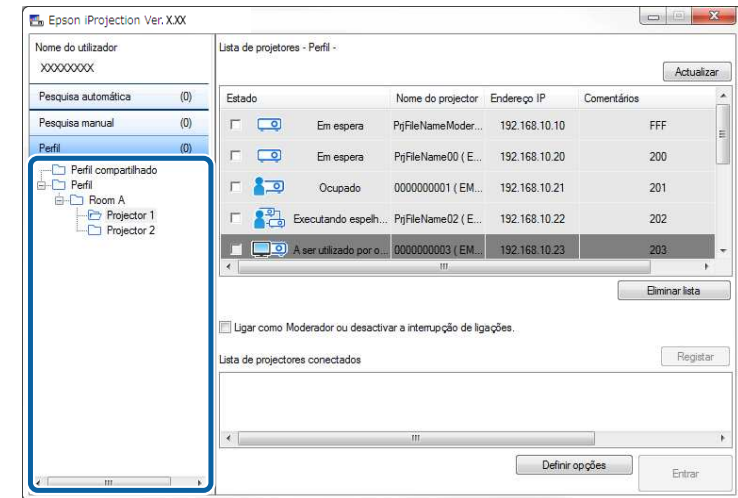 Epson iProjection Ver. X.XX
Nome do utilizador
XXXXXXXX
Pesquisa automática (0)
Pesquisa manual (0)
Perfil (0)
Perfil compartilhado
Perfil
Room A
Projector 1
Projector 2
Lista de projetores - Perfil -
Actualizar
Estado Nome do projector Endereço IP Comentários
Em espera PrjFileNameModer... 192.168.10.10 FFF
Em espera PrjFileName00 ( E... 192.168.10.20 200
Ocupado 0000000001 ( EM... 192.168.10.21 201
Executando espelh... PrjFileName02 ( E... 192.168.10.22 202
A ser utilizado por o... 0000000003 ( EM... 192.168.10.23 203
Eliminar lista
Ligar como Moderador ou desactivar a interrupção de ligações.
Lista de projectores conectados
Registar
Definir opções
Entrar